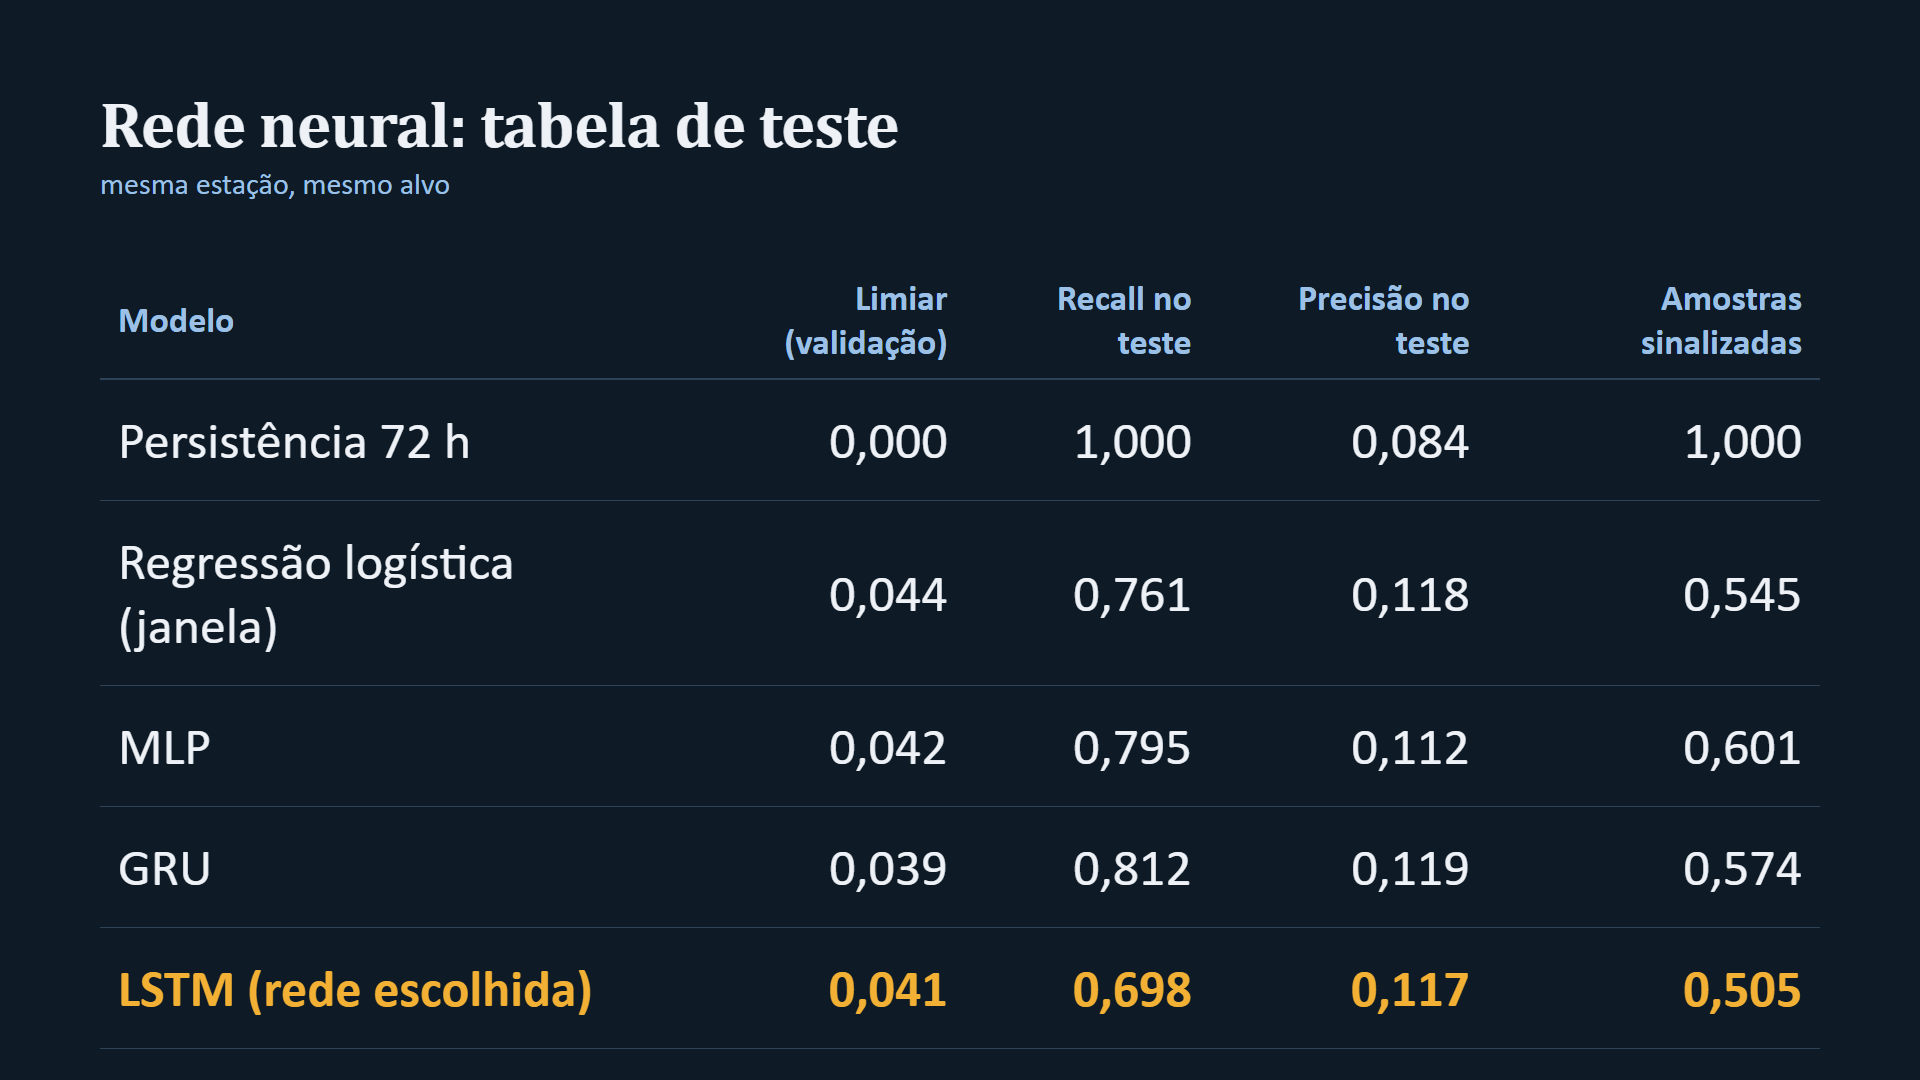 Rede neural: tabela de teste
mesma estação, mesmo alvo
Modelo
Limiar
(validação)
Recall no
teste
Precisão no
teste
Amostras
sinalizadas
Persistência 72 h 0,000 1,000 0,084 1,000
Regressão logística
(janela)
0,044 0,761 0,118 0,545
MLP 0,042 0,795 0,112 0,601
GRU 0,039 0,812 0,119 0,574
LSTM (rede escolhida) 0,041 0,698 0,117 0,505